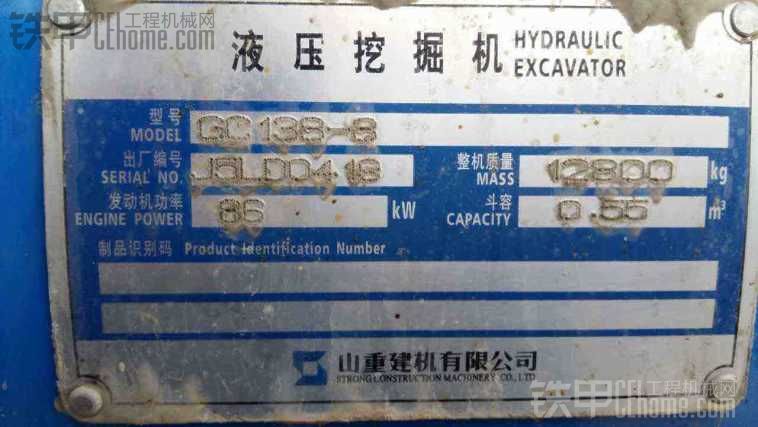 铁甲工程机械网
CEhome.com
液压挖掘机 HYDRAULIC EXCAVATOR
型号
MODEL GC138-8
出厂编号
SERIAL NO. J5LD0418
整机质量
MASS 12800 kg
发动机功率
ENGINE POWER 86 kW
斗容
CAPACITY 0.55 m³
制品识别码 Product Identification Number
山重建机有限公司
STRONG CONSTRUCTION MACHINERY CO., LTD
铁甲工程机械网
CEhome.com